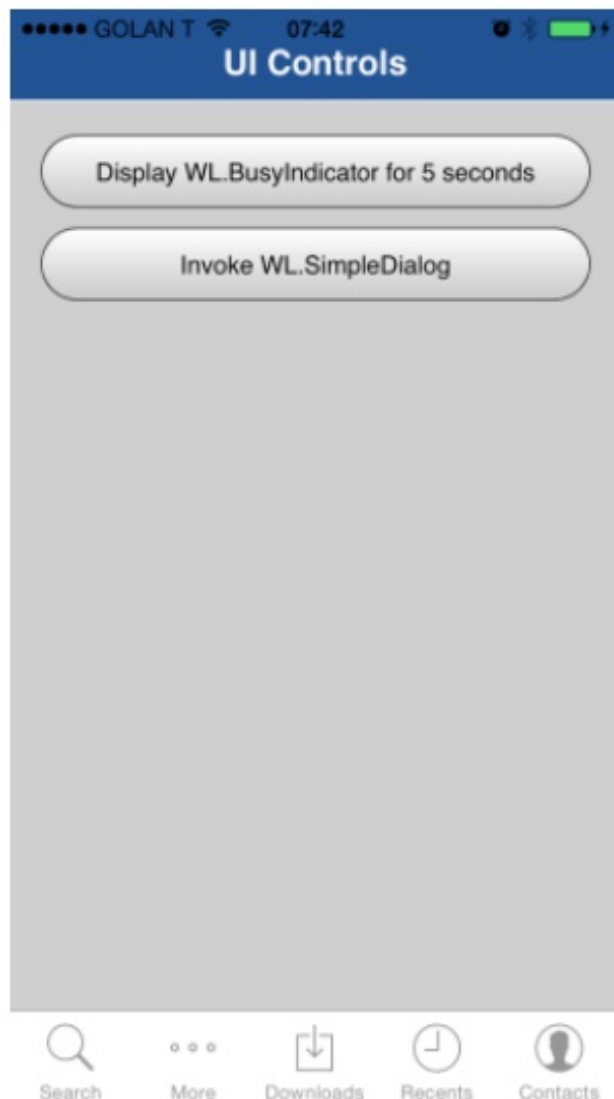 GOLAN T 07:42
UI Controls
Display WL.BusyIndicator for 5 seconds
Invoke WL.SimpleDialog
Search More Downloads Recents Contacts